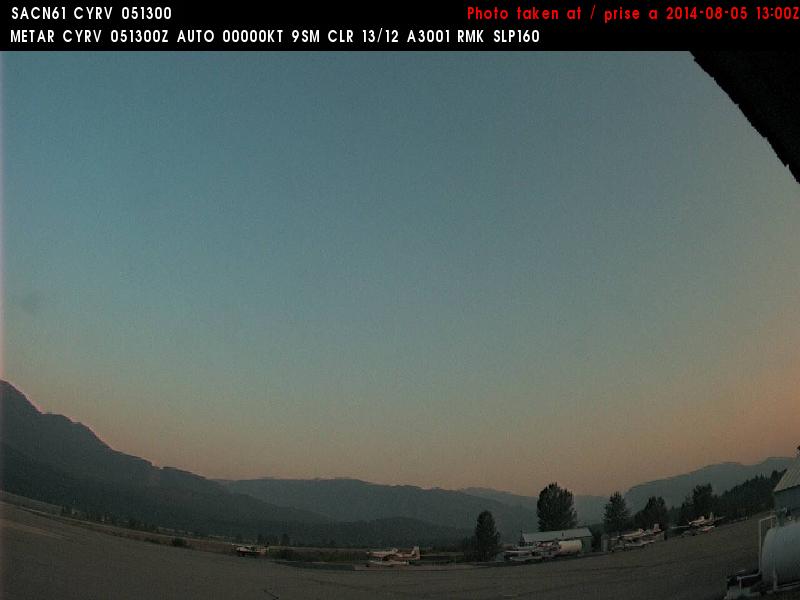 SACN61 CYRV 051300
Photo taken at / prise a 2014-08-05 13:00Z
METAR CYRV 051300Z AUTO 00000KT 9SM CLR 13/12 A3001 RMK SLP160